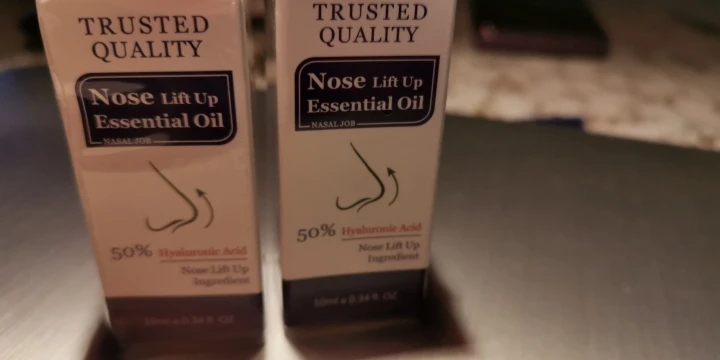 TRUSTED
QUALITY
Nose Lift Up
Essential Oil
NASAL JOB
50% Hyaluronic Acid
Nose Lift Up
Ingredient
TRUSTED
QUALITY
Nose Lift Up
Essential Oil
NASAL JOB
50% Hyaluronic Acid
Nose Lift Up
Ingredient